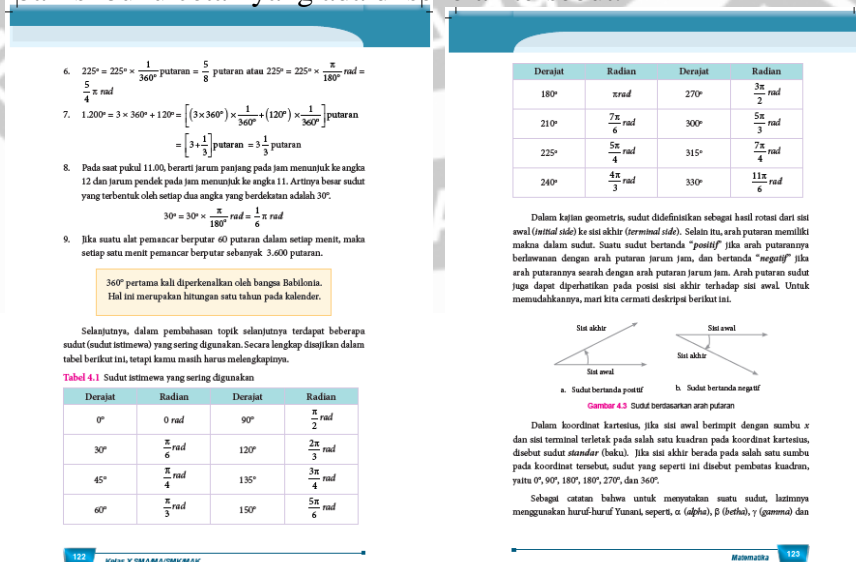 6. 225° = 225° × 1/360° putaran = 5/8 putaran atau 225° = 225° × π/180° rad =
5/4 π rad
7. 1.200° = 3 × 360° + 120° = [(3×360°) × 1/360° + (120°) × 1/360°] putaran
= [3 + 1/3] putaran = 3 1/3 putaran
8. Pada saat pukul 11.00, berarti jarum panjang pada jam menunjuk ke angka
12 dan jarum pendek pada jam menunjuk ke angka 11. Artinya besar sudut
yang terbentuk oleh setiap dua angka yang berdekatan adalah 30°.
30° = 30° × π/180° rad = 1/6 π rad
9. Jika suatu alat pemancar berputar 60 putaran dalam setiap menit, maka
setiap satu menit pemancar berputar sebanyak 3.600 putaran.
360° pertama kali diperkenalkan oleh bangsa Babilonia.
Hal ini merupakan hitungan satu tahun pada kalender.
Selanjutnya, dalam pembahasan topik selanjutnya terdapat beberapa
sudut (sudut istimewa) yang sering digunakan. Secara lengkap disajikan dalam
tabel berikut ini, tetapi kamu masih harus melengkapinya.
Tabel 4.1 Sudut istimewa yang sering digunakan
Derajat Radian Derajat Radian
0° 0 rad 90° π/2 rad
30° π/6 rad 120° 2π/3 rad
45° π/4 rad 135° 3π/4 rad
60° π/3 rad 150° 5π/6 rad
122 Kelas X SMA/MA/SMK/MAK
Derajat Radian Derajat Radian
180° πrad 270° 3π/2 rad
210° 7π/6 rad 300° 5π/3 rad
225° 5π/4 rad 315° 7π/4 rad
240° 4π/3 rad 330° 11π/6 rad
Dalam kajian geometris, sudut didefinisikan sebagai hasil rotasi dari sisi
awal (initial side) ke sisi akhir (terminal side). Selain itu, arah putaran memiliki
makna dalam sudut. Suatu sudut bertanda "positif" jika arah putarannya
berlawanan dengan arah putaran jarum jam, dan bertanda "negatif" jika
arah putarannya searah dengan arah putaran jarum jam. Arah putaran sudut
juga dapat diperhatikan pada posisi sisi akhir terhadap sisi awal. Untuk
memudahkannya, mari kita cermati deskripsi berikut ini.
Sisi akhir
Sisi awal
a. Sudut bertanda positif
Sisi awal
Sisi akhir
b. Sudut bertanda negatif
Gambar 4.3 Sudut berdasarkan arah putaran
Dalam koordinat kartesius, jika sisi awal berimpit dengan sumbu x
dan sisi terminal terletak pada salah satu kuadran pada koordinat kartesius,
disebut sudut standar (baku). Jika sisi akhir berada pada salah satu sumbu
pada koordinat tersebut, sudut yang seperti ini disebut pembatas kuadran,
yaitu 0°, 90°, 180°, 180°, 270°, dan 360°.
Sebagai catatan bahwa untuk menyatakan suatu sudut, lazimnya
menggunakan huruf-huruf Yunani, seperti, α (alpha), β (betha), γ (gamma) dan
Matematika 123